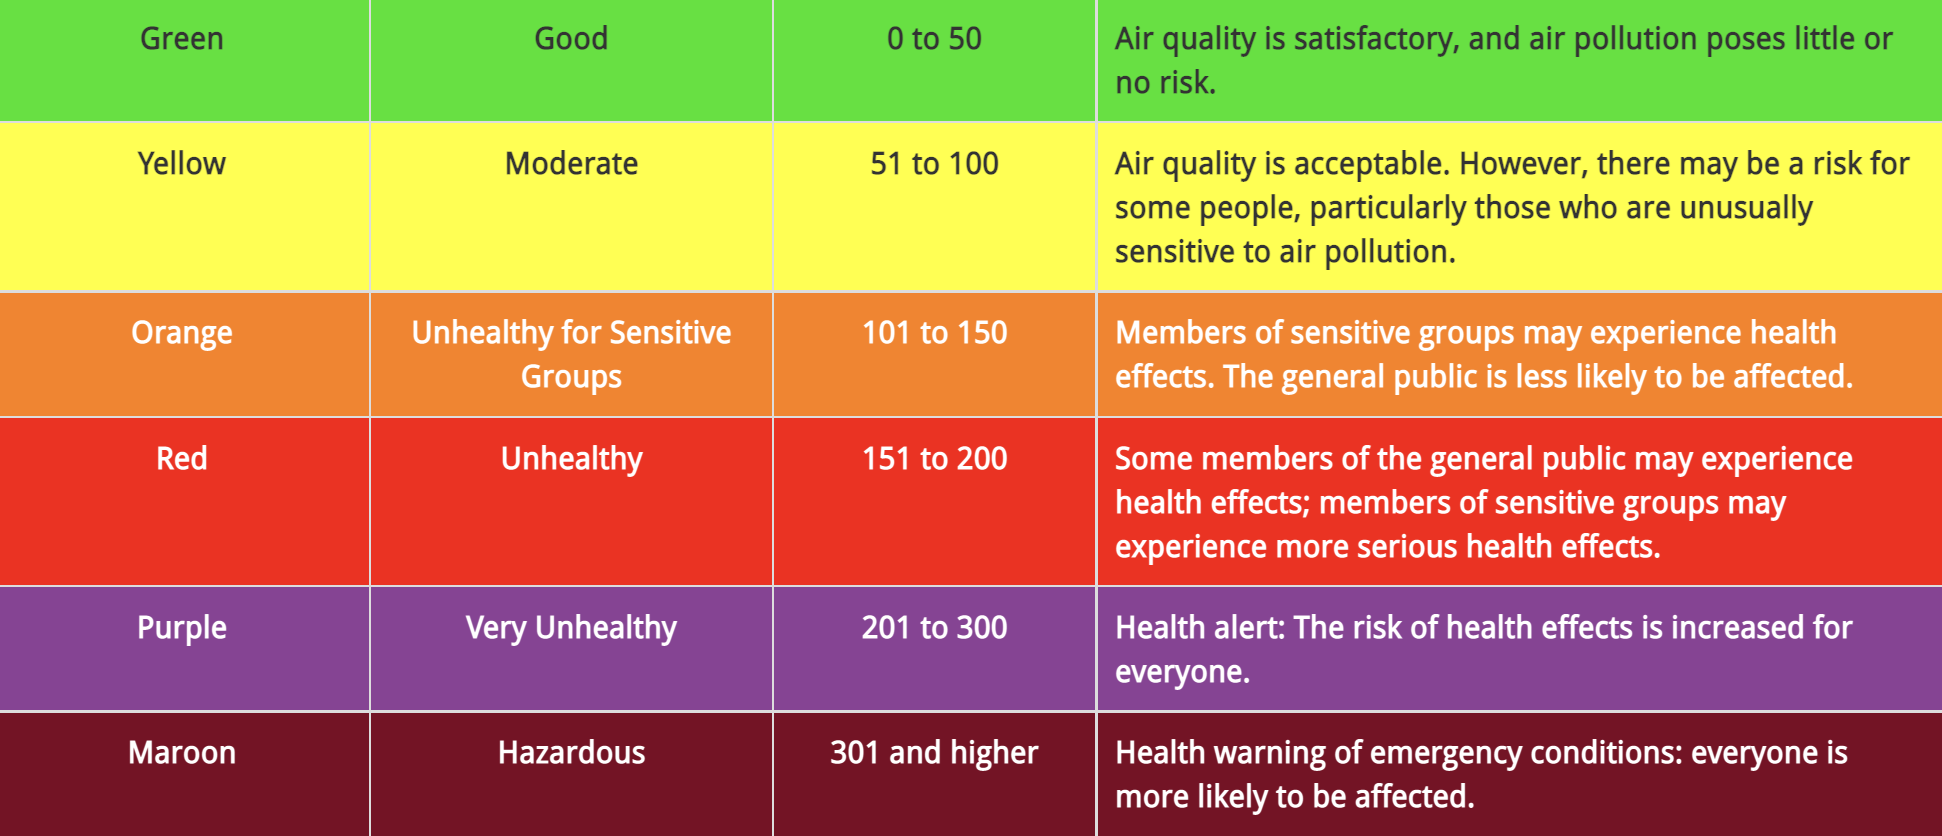 Green
Good
0 to 50
Air quality is satisfactory, and air pollution poses little or
no risk.
Yellow
Moderate
51 to 100
Air quality is acceptable. However, there may be a risk for
some people, particularly those who are unusually
sensitive to air pollution.
Orange
Unhealthy for Sensitive
Groups
101 to 150
Members of sensitive groups may experience health
effects. The general public is less likely to be affected.
Red
Unhealthy
151 to 200
Some members of the general public may experience
health effects; members of sensitive groups may
experience more serious health effects.
Purple
Very Unhealthy
201 to 300
Health alert: The risk of health effects is increased for
everyone.
Maroon
Hazardous
301 and higher
Health warning of emergency conditions: everyone is
more likely to be affected.